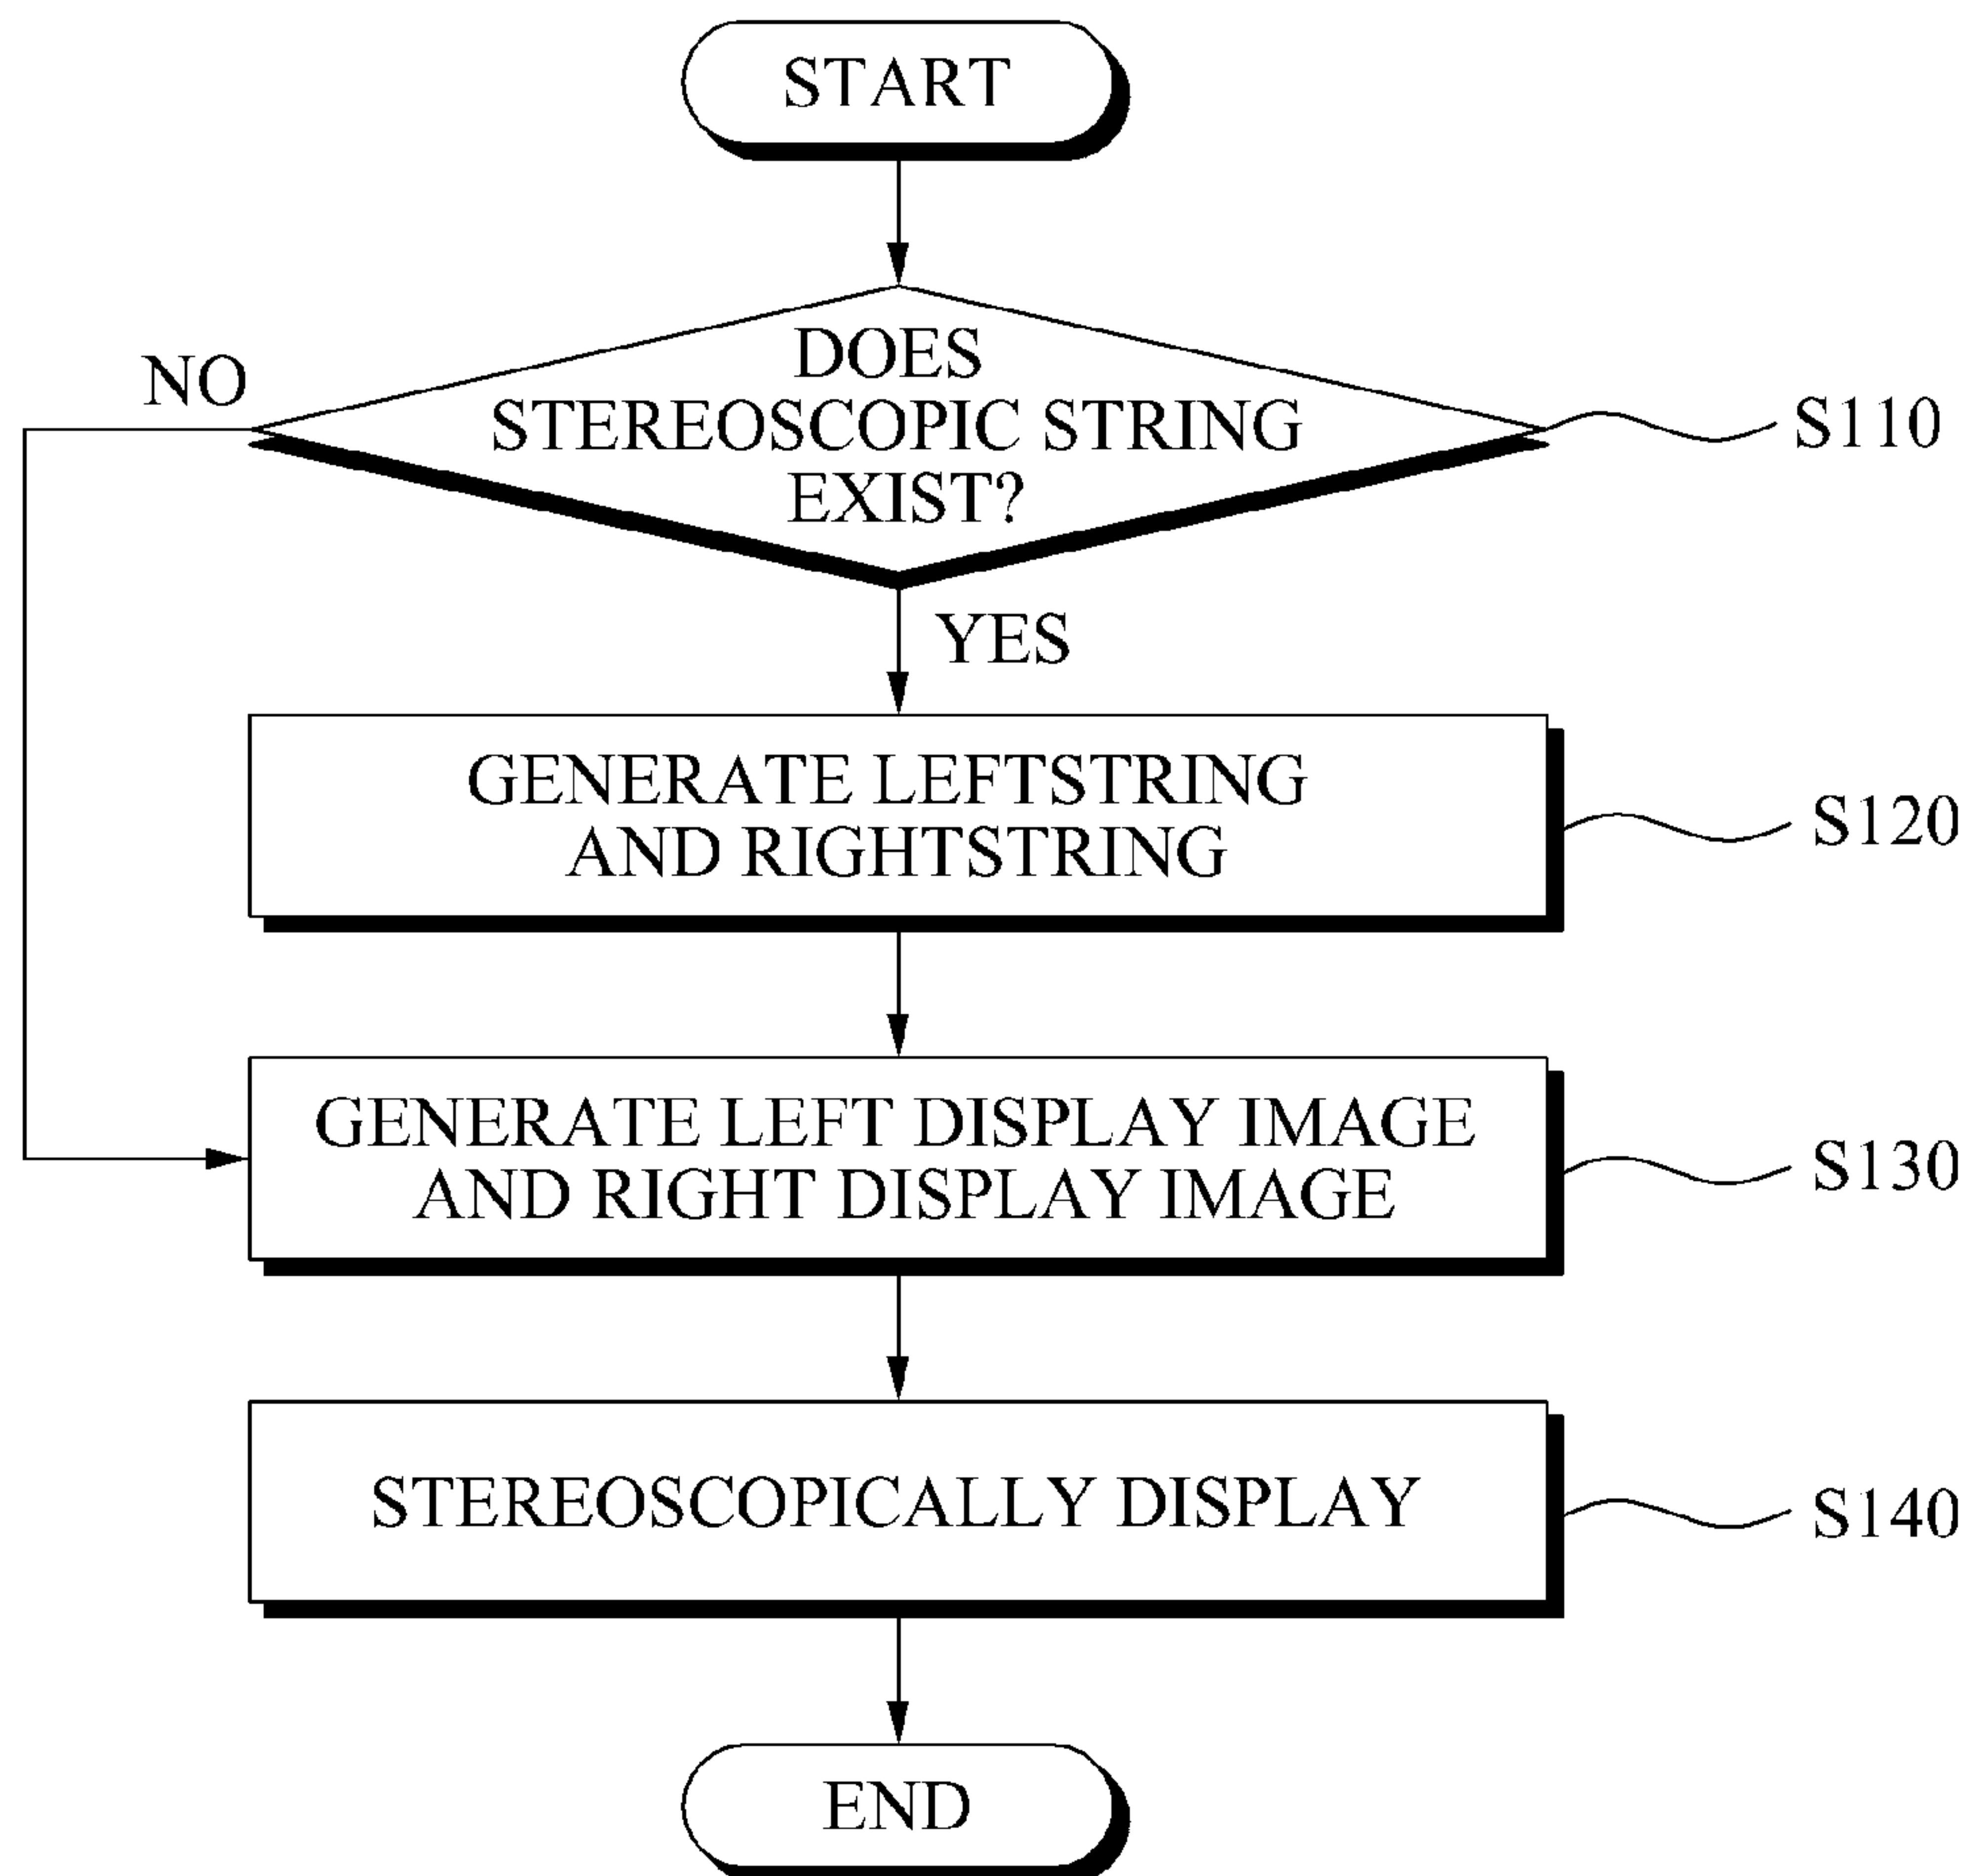 START
NO
DOES
STEREOSCOPIC STRING
EXIST?
S110
YES
GENERATE LEFTSTRING
AND RIGHTSTRING
S120
GENERATE LEFT DISPLAY IMAGE
AND RIGHT DISPLAY IMAGE
S130
STEREOSCOPICALLY DISPLAY
S140
END